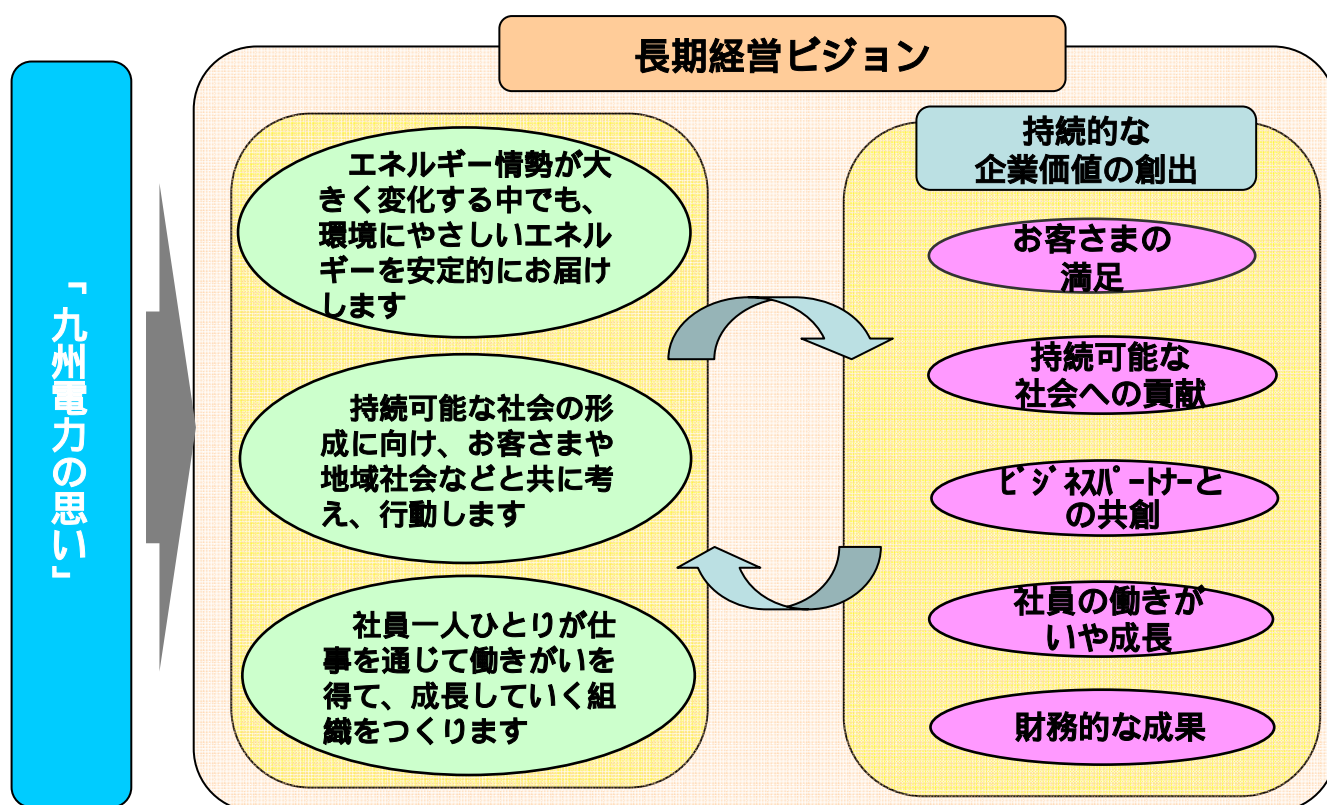 長期経営ビジョン
「九州電力の思い」
エネルギー情勢が大
きく変化する中でも、
環境にやさしいエネル
ギーを安定的にお届け
します
持続可能な社会の形
成に向け、お客さまや
地域社会などと共に考
え、行動します
社員一人ひとりが仕
事を通じて働きがいを
得て、成長していく組
織をつくります
持続的な
企業価値の創出
お客さまの
満足
持続可能な
社会への貢献
ビジネスパートナーと
の共創
社員の働きが
いや成長
財務的な成果